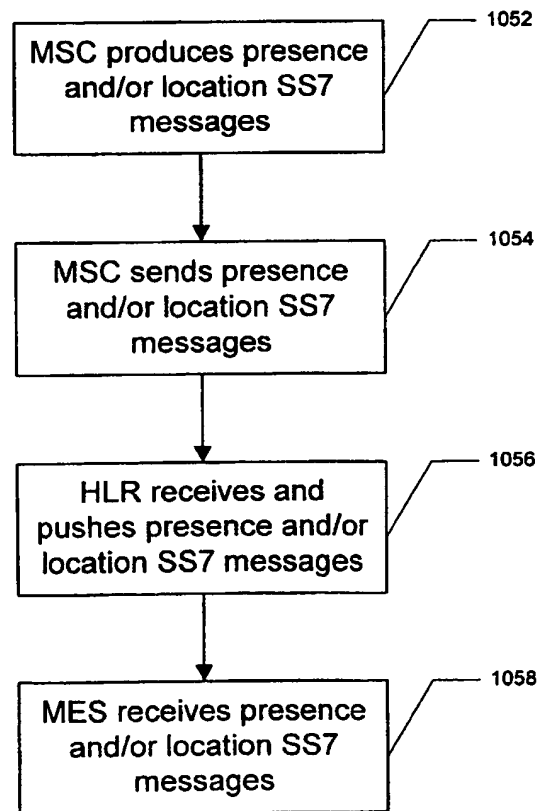 1052
MSC produces presence
and/or location SS7
messages
1054
MSC sends presence
and/or location SS7
messages
1056
HLR receives and
pushes presence and/or
location SS7 messages
1058
MES receives presence
and/or location SS7
messages